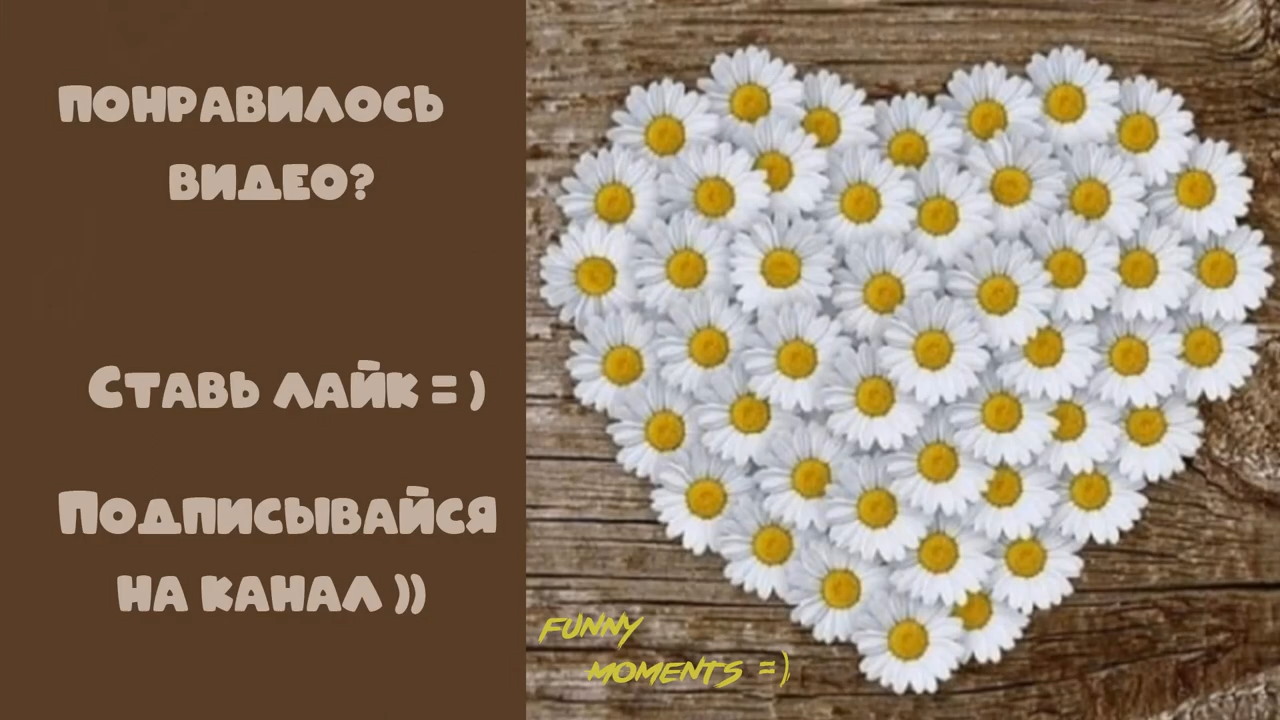 ПОНРАВИЛОСЬ
ВИДЕО?
СТАВЬ ЛАЙК = )
ПОДПИСЫВАЙСЯ
НА КАНАЛ ))
FUNNY
MOMENTS =)